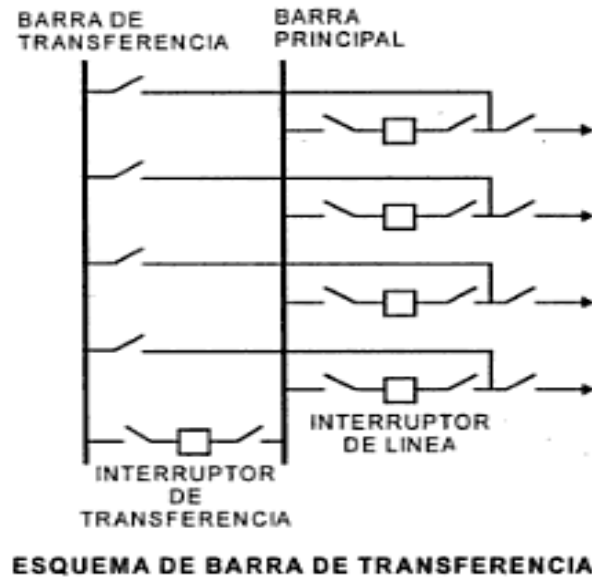 BARRA DE
TRANSFERENCIA
BARRA
PRINCIPAL
INTERRUPTOR
DE LINEA
INTERRUPTOR
DE
TRANSFERENCIA
ESQUEMA DE BARRA DE TRANSFERENCIA